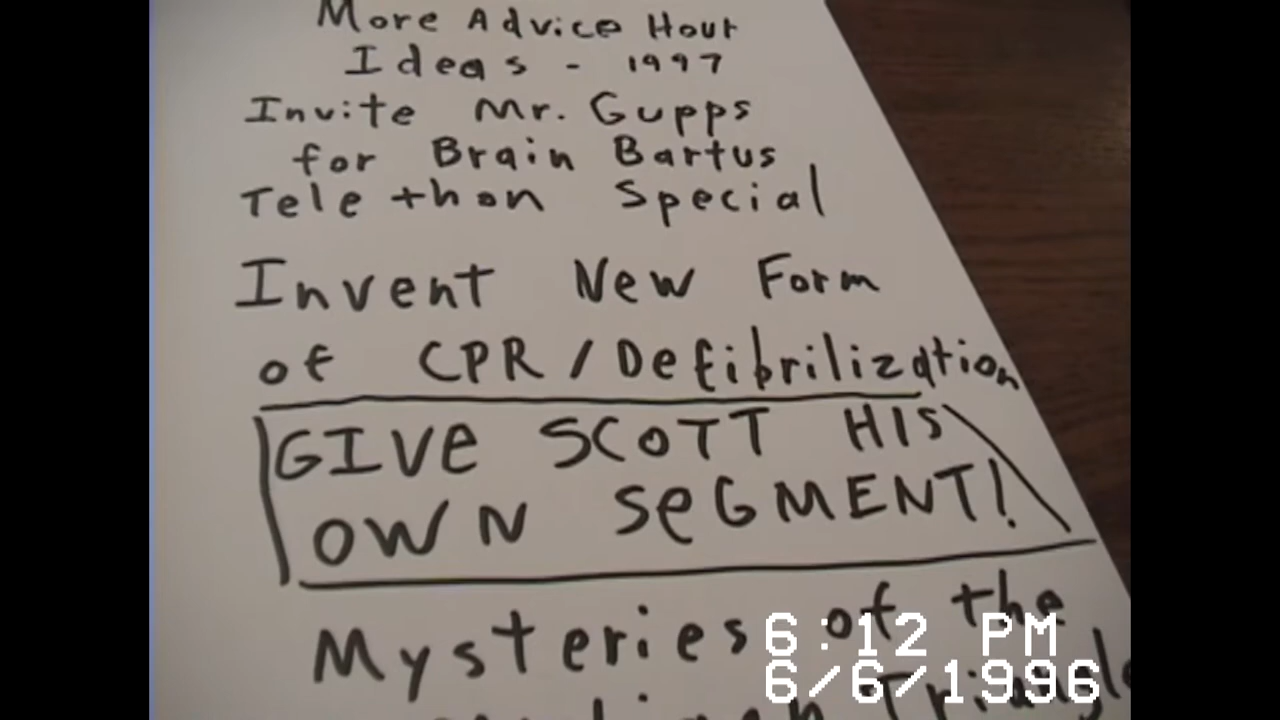 More Advice Hour
Ideas - 1997
Invite Mr. Gupps
for Brain Bartus
Telethon Special
Invent New Form
of CPR/Defibrilization
GIVE SCOTT HIS
OWN SEGMENT!
Mysteries of the
Triangle
6:12 PM
6/6/1996